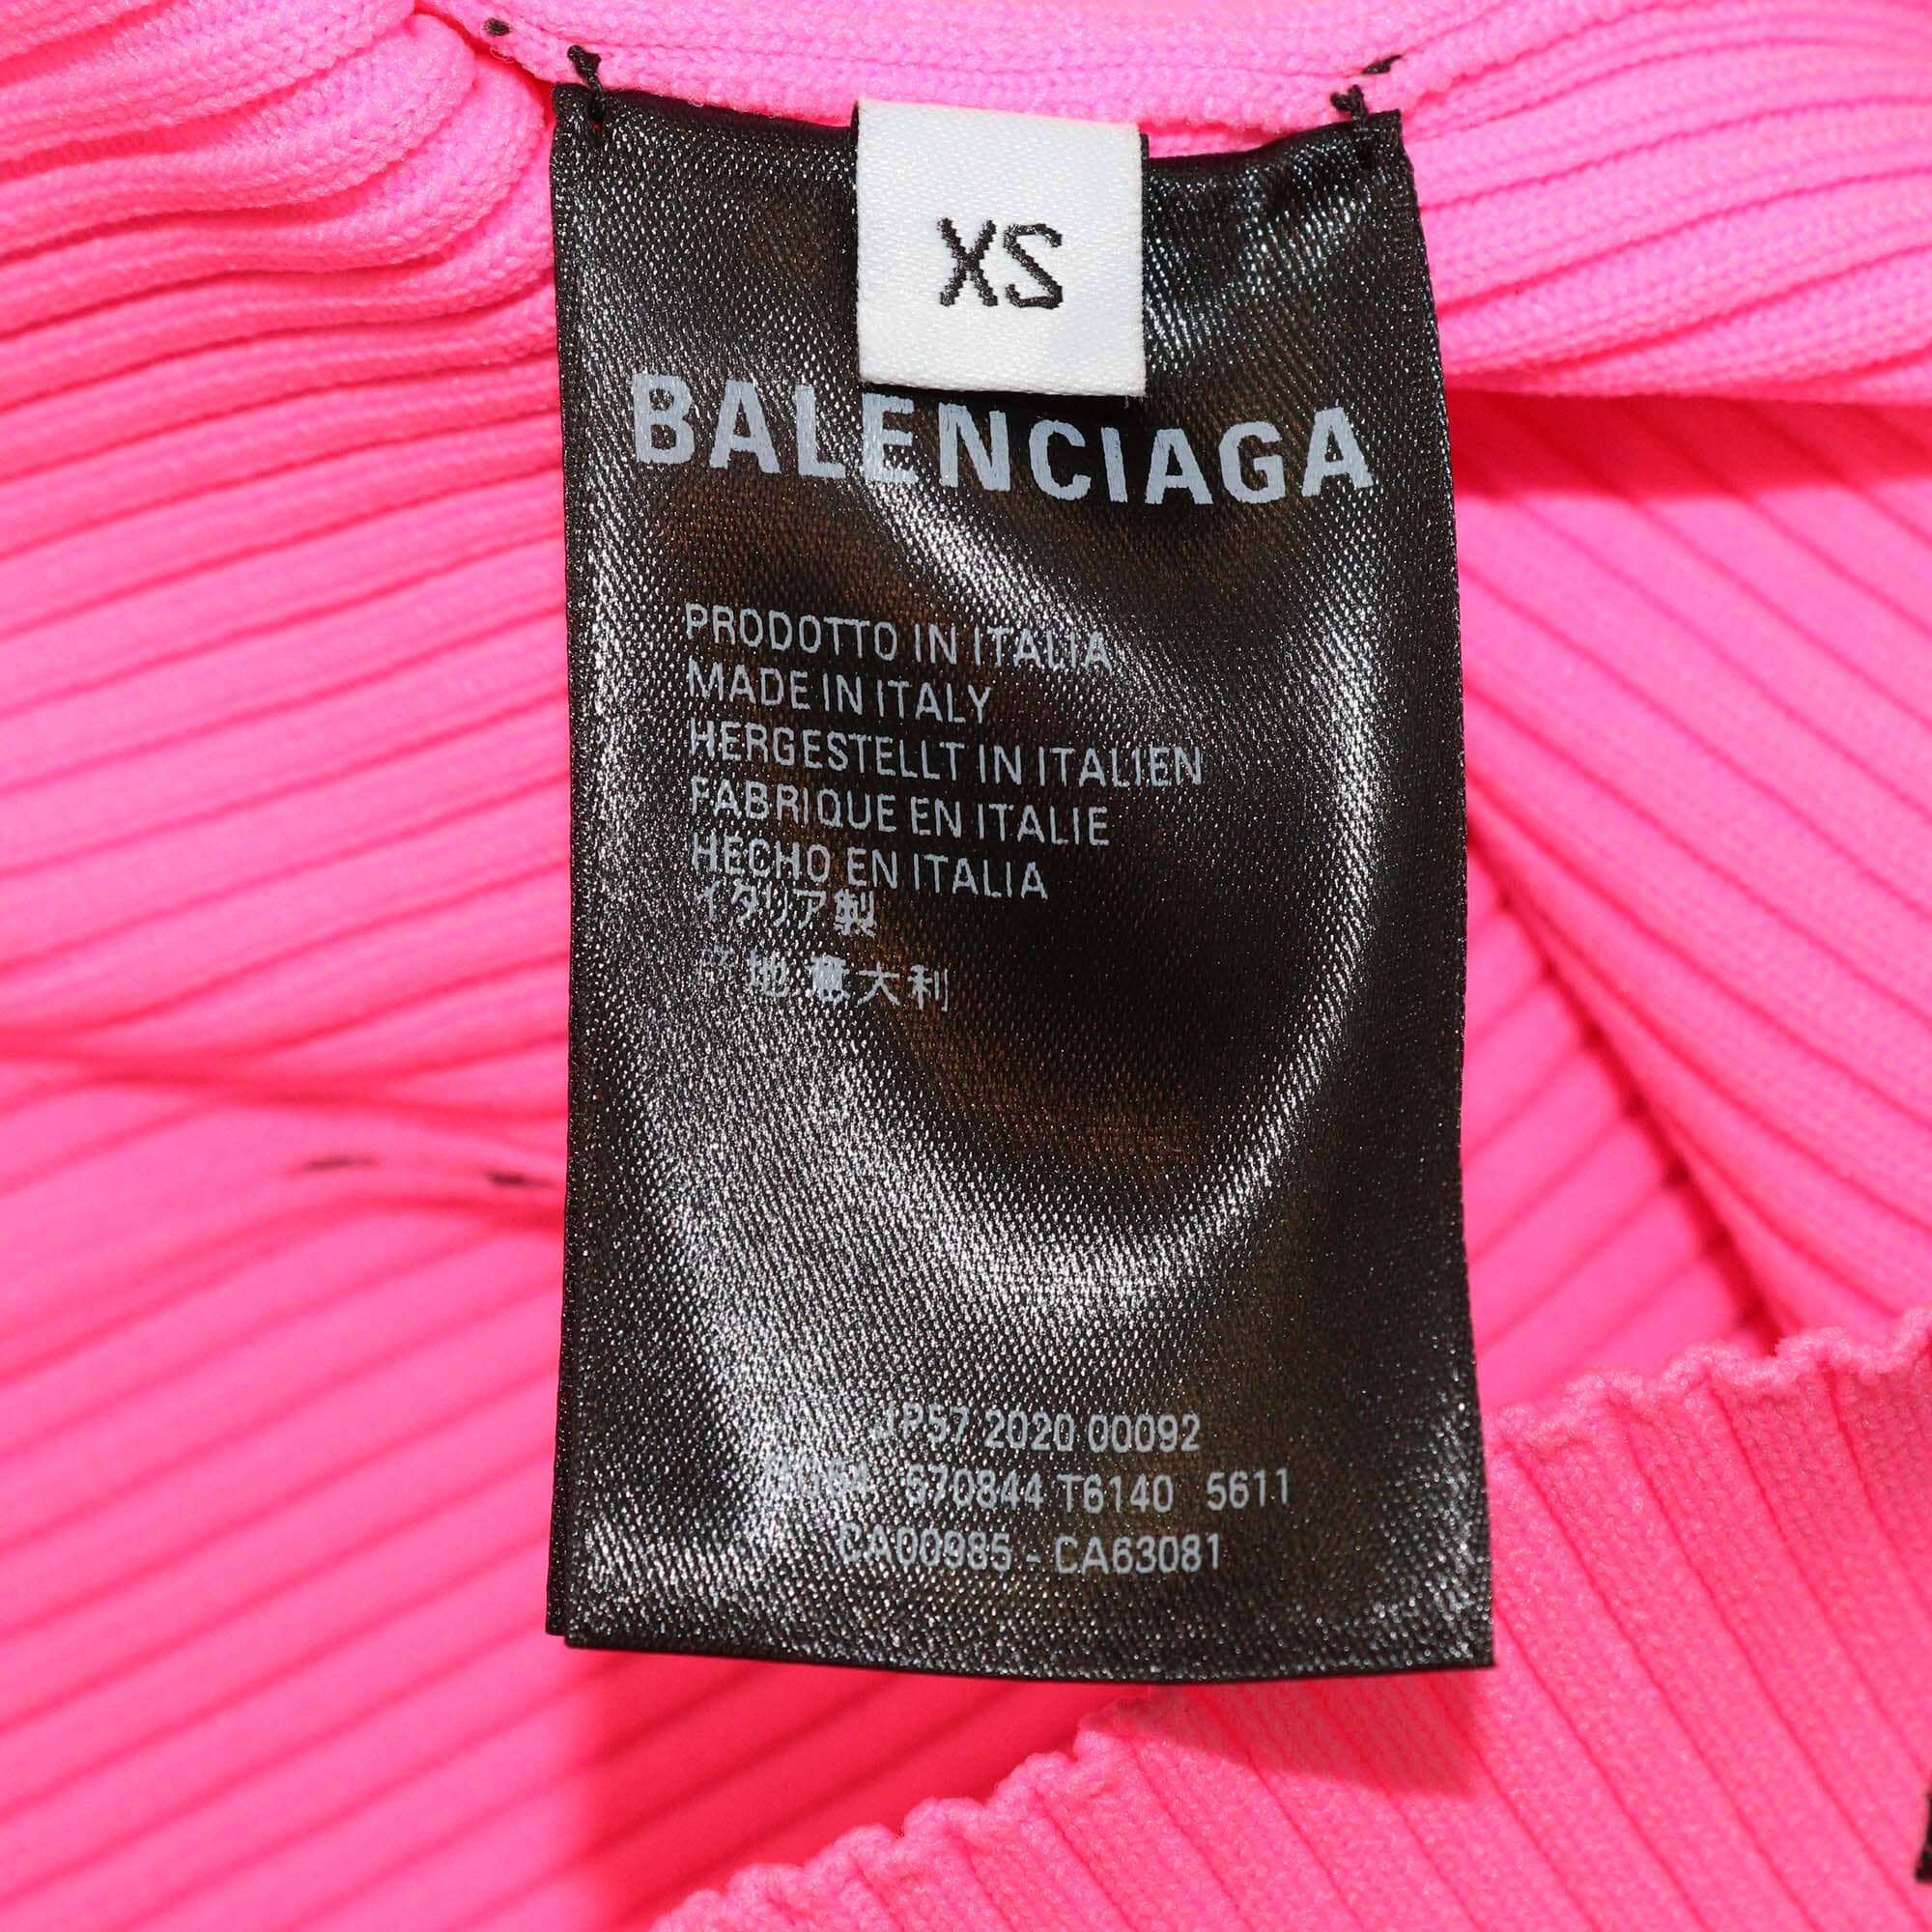 XS
BALENCIAGA
PRODOTTO IN ITALIA
MADE IN ITALY
HERGESTELLT IN ITALIEN
FABRIQUE EN ITALIE
HECHO EN ITALIA
イタリア製
地 意大利
JP57 2020 00092
570844 T6140 5611
CA00985 - CA63081